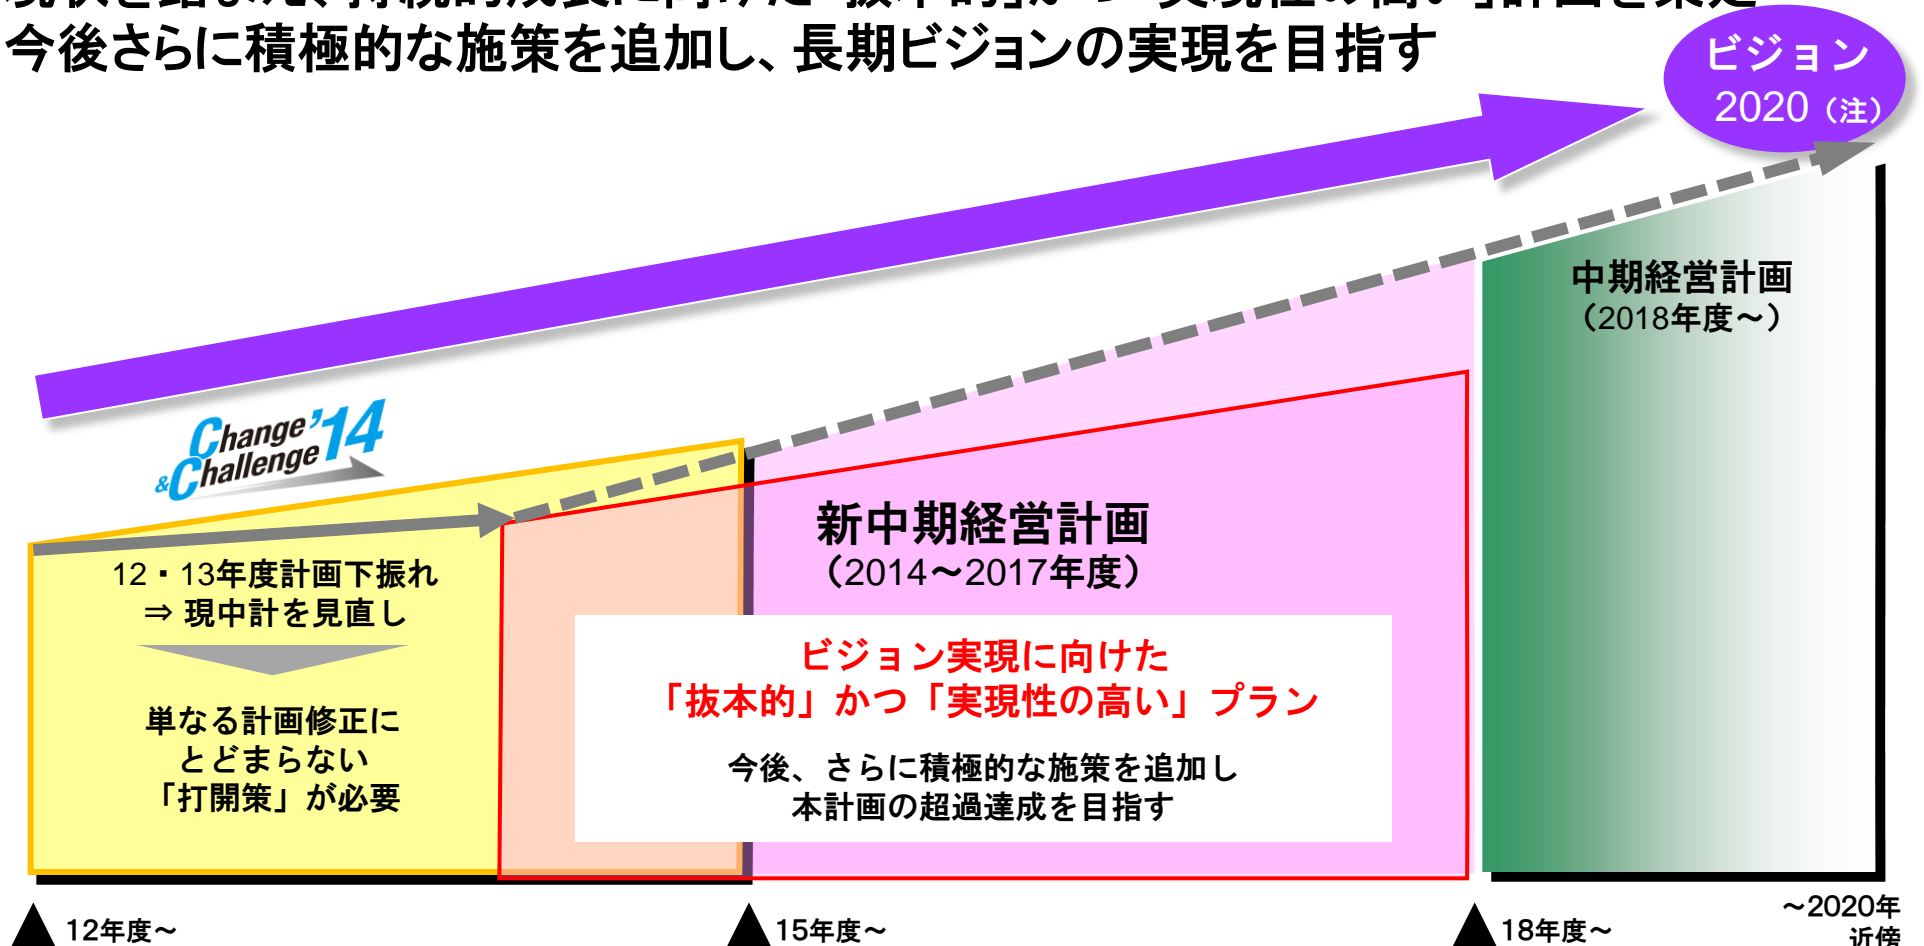 今後さらに積極的な施策を追加し、長期ビジョンの実現を目指す
ビジョン
2020（注）
中期経営計画
（2018年度～）
Change'14
&Challenge
新中期経営計画
（2014～2017年度）
12・13年度計画下振れ
⇒ 現中計を見直し
単なる計画修正に
とどまらない
「打開策」が必要
ビジョン実現に向けた
「抜本的」かつ「実現性の高い」プラン
今後、さらに積極的な施策を追加し
本計画の超過達成を目指す
12年度～
15年度～
18年度～
～2020年
近傍